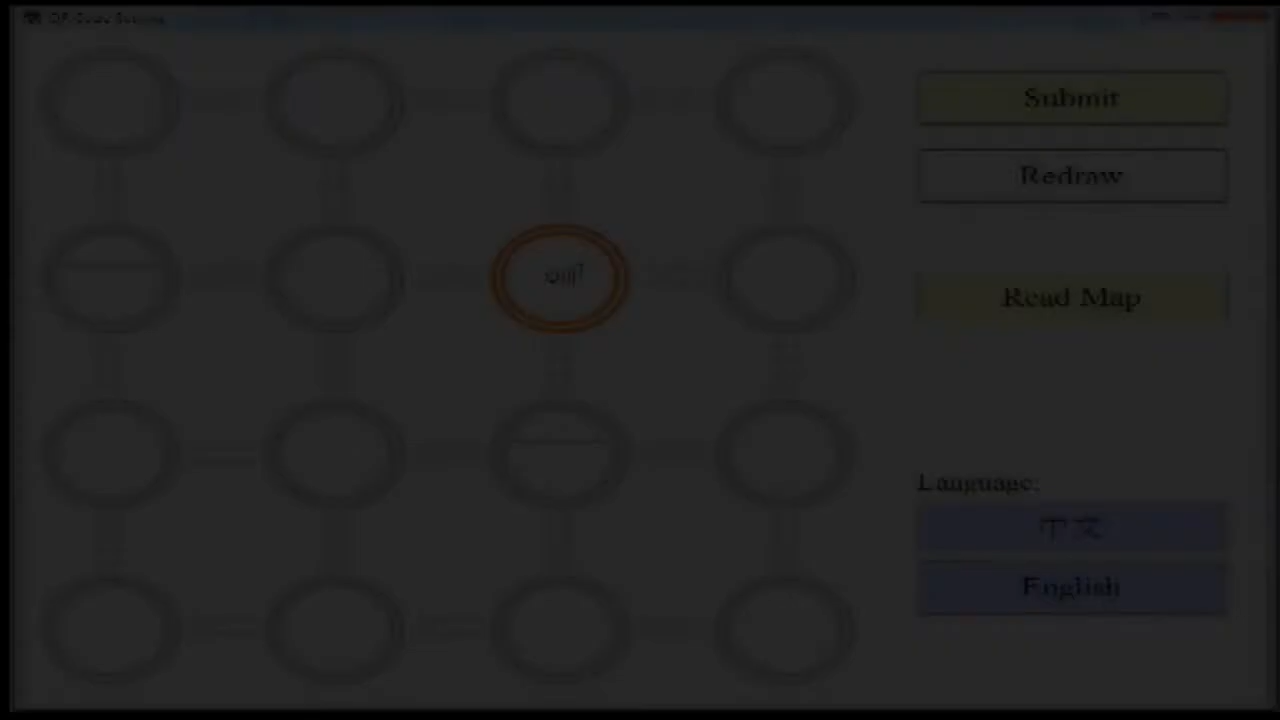 Submit
Redraw
Read Map
Language:
中文
English